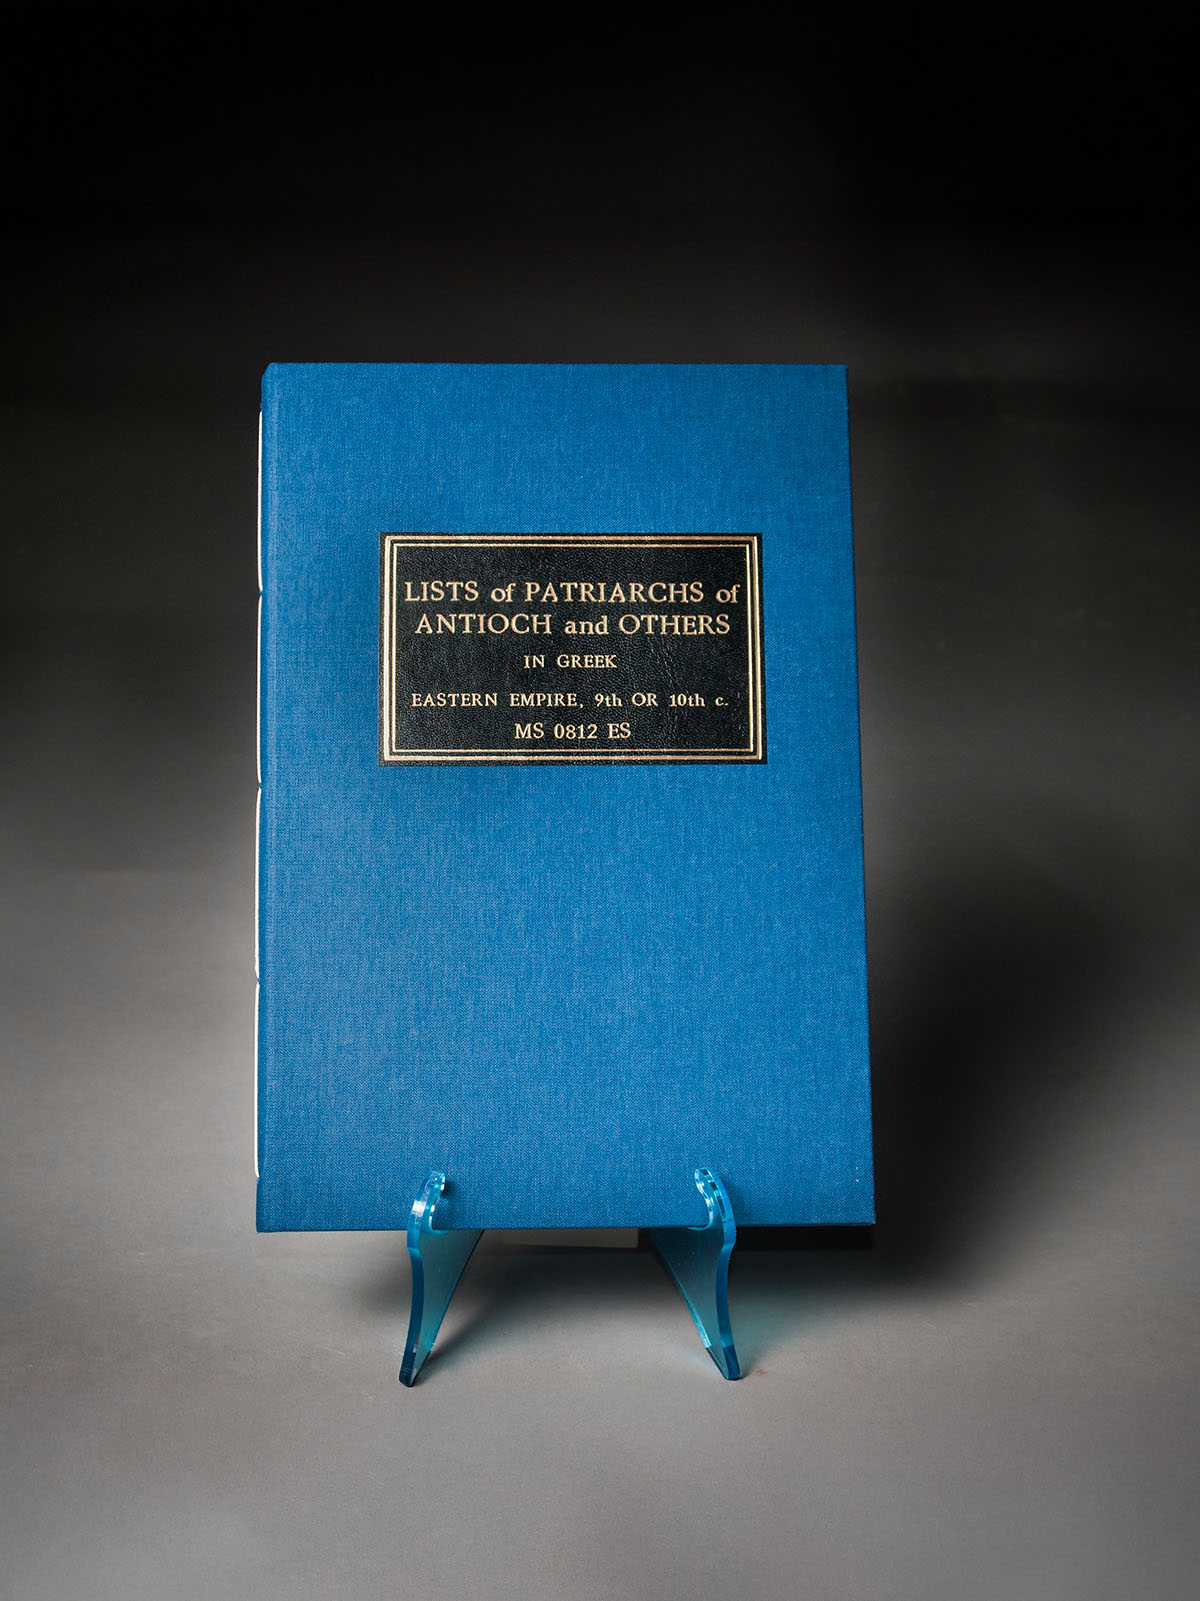 LISTS of PATRIARCHS of
ANTIOCH and OTHERS
IN GREEK
EASTERN EMPIRE, 9th OR 10th c.
MS 0812 ES